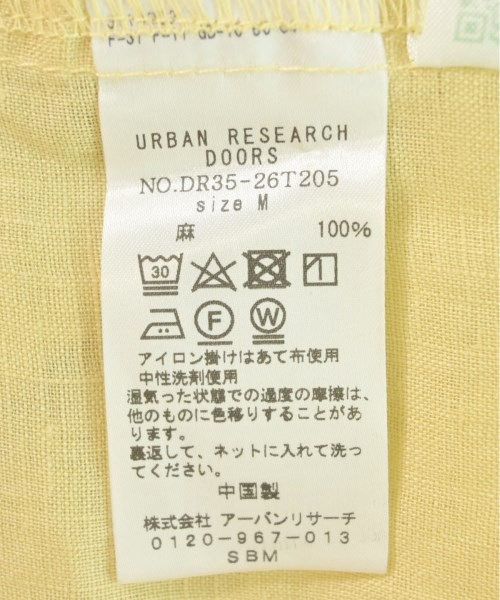 URBAN RESEARCH
DOORS
NO.DR35-26T205
size M
麻 100%
30
F W
アイロン掛けはあて布使用
中性洗剤使用
湿気った状態での過度の摩擦は、
他のものに色移りすることがあ
ります。
裏返して、ネットに入れて洗っ
てください。
中国製
株式会社 アーバンリサーチ
0120-967-013
SBM